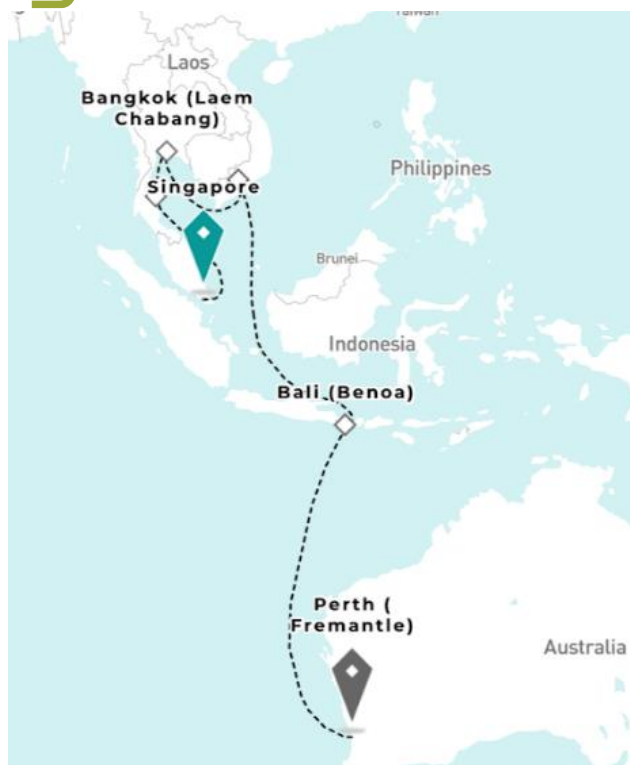 Laos
Bangkok (Laem
Chabang)
Singapore
Philippines
Brunei
Indonesia
Bali (Benoa)
Perth (
Fremantle)
Australia